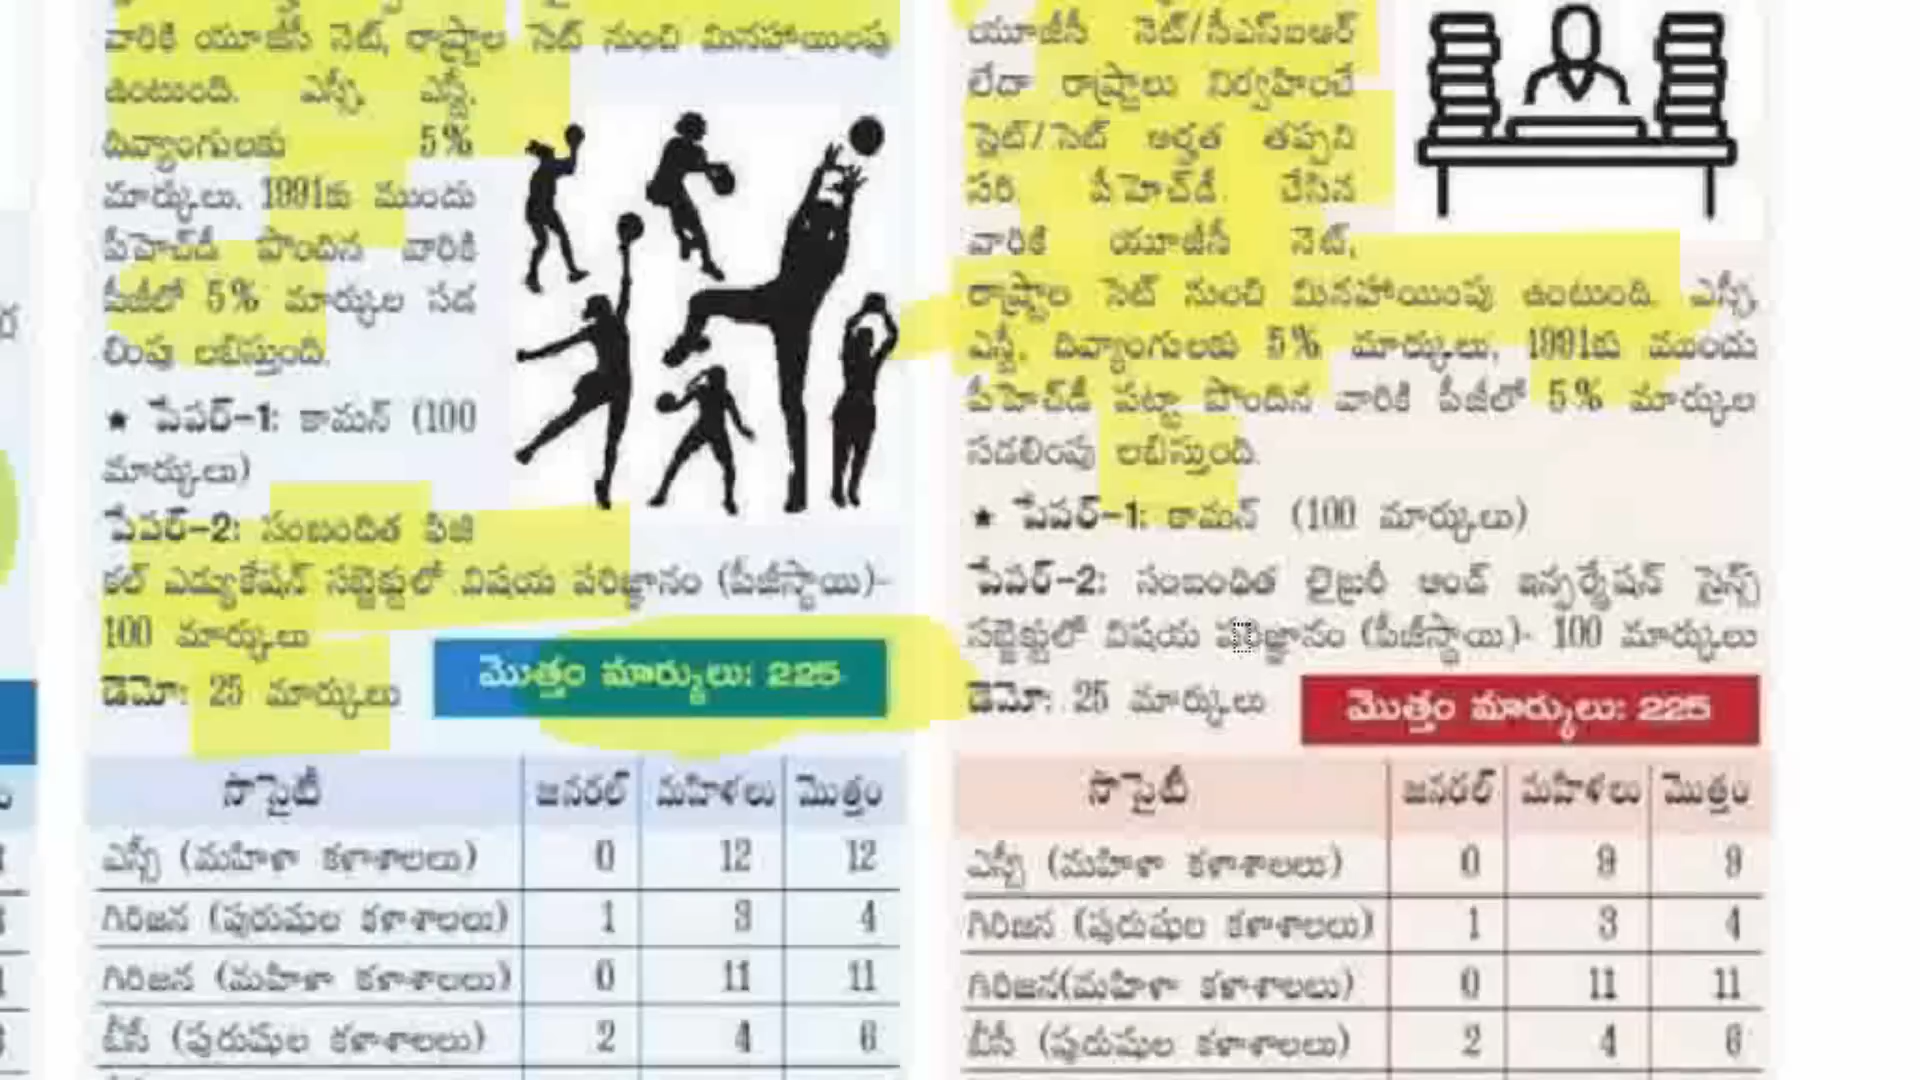 వారికి యూజీసీ నెట్, రాష్ట్రాల సెట్ నుంచి మినహాయింపు
ఉంటుంది. ఎస్సీ, ఎస్టీ,
దివ్యాంగులకు 5%
మార్కులు, 1991కు ముందు
పీహెచ్‌డీ పొందిన వారికి
పీజీలో 5% మార్కుల సడ
లింపు లభిస్తుంది.
★ పేపర్-1: కామన్ (100
మార్కులు)
పేపర్-2: సంబంధిత ఫిజి
కల్ ఎడ్యుకేషన్ సబ్జెక్టులో విషయ పరిజ్ఞానం (పీజీస్థాయి)-
100 మార్కులు
డెమో: 25 మార్కులు
మొత్తం మార్కులు: 225
సొసైటీ జనరల్ మహిళలు మొత్తం
ఎస్సీ (మహిళా కళాశాలలు) 0 12 12
గిరిజన (పురుషుల కళాశాలలు) 1 3 4
గిరిజన (మహిళా కళాశాలలు) 0 11 11
బీసీ (పురుషుల కళాశాలలు) 2 4 6
యూజీసీ నెట్/సీఎస్ఐఆర్
లేదా రాష్ట్రాలు నిర్వహించే
స్లెట్/సెట్ అర్హత తప్పని
సరి. పీహెచ్‌డీ. చేసిన
వారికి యూజీసీ నెట్,
రాష్ట్రాల సెట్ నుంచి మినహాయింపు ఉంటుంది. ఎస్సీ,
ఎస్టీ, దివ్యాంగులకు 5% మార్కులు, 1991కు ముందు
పీహెచ్‌డీ పట్టా పొందిన వారికి పీజీలో 5% మార్కుల
సడలింపు లభిస్తుంది.
★ పేపర్-1: కామన్ (100 మార్కులు)
పేపర్-2: సంబంధిత లైబ్రరీ అండ్ ఇన్ఫర్మేషన్ సైన్స్
సబ్జెక్టులో విషయ పరిజ్ఞానం (పీజీస్థాయి)- 100 మార్కులు
డెమో: 25 మార్కులు
మొత్తం మార్కులు: 225
సొసైటీ జనరల్ మహిళలు మొత్తం
ఎస్సీ (మహిళా కళాశాలలు) 0 9 9
గిరిజన (పురుషుల కళాశాలలు) 1 3 4
గిరిజన(మహిళా కళాశాలలు) 0 11 11
బీసీ (పురుషుల కళాశాలలు) 2 4 6